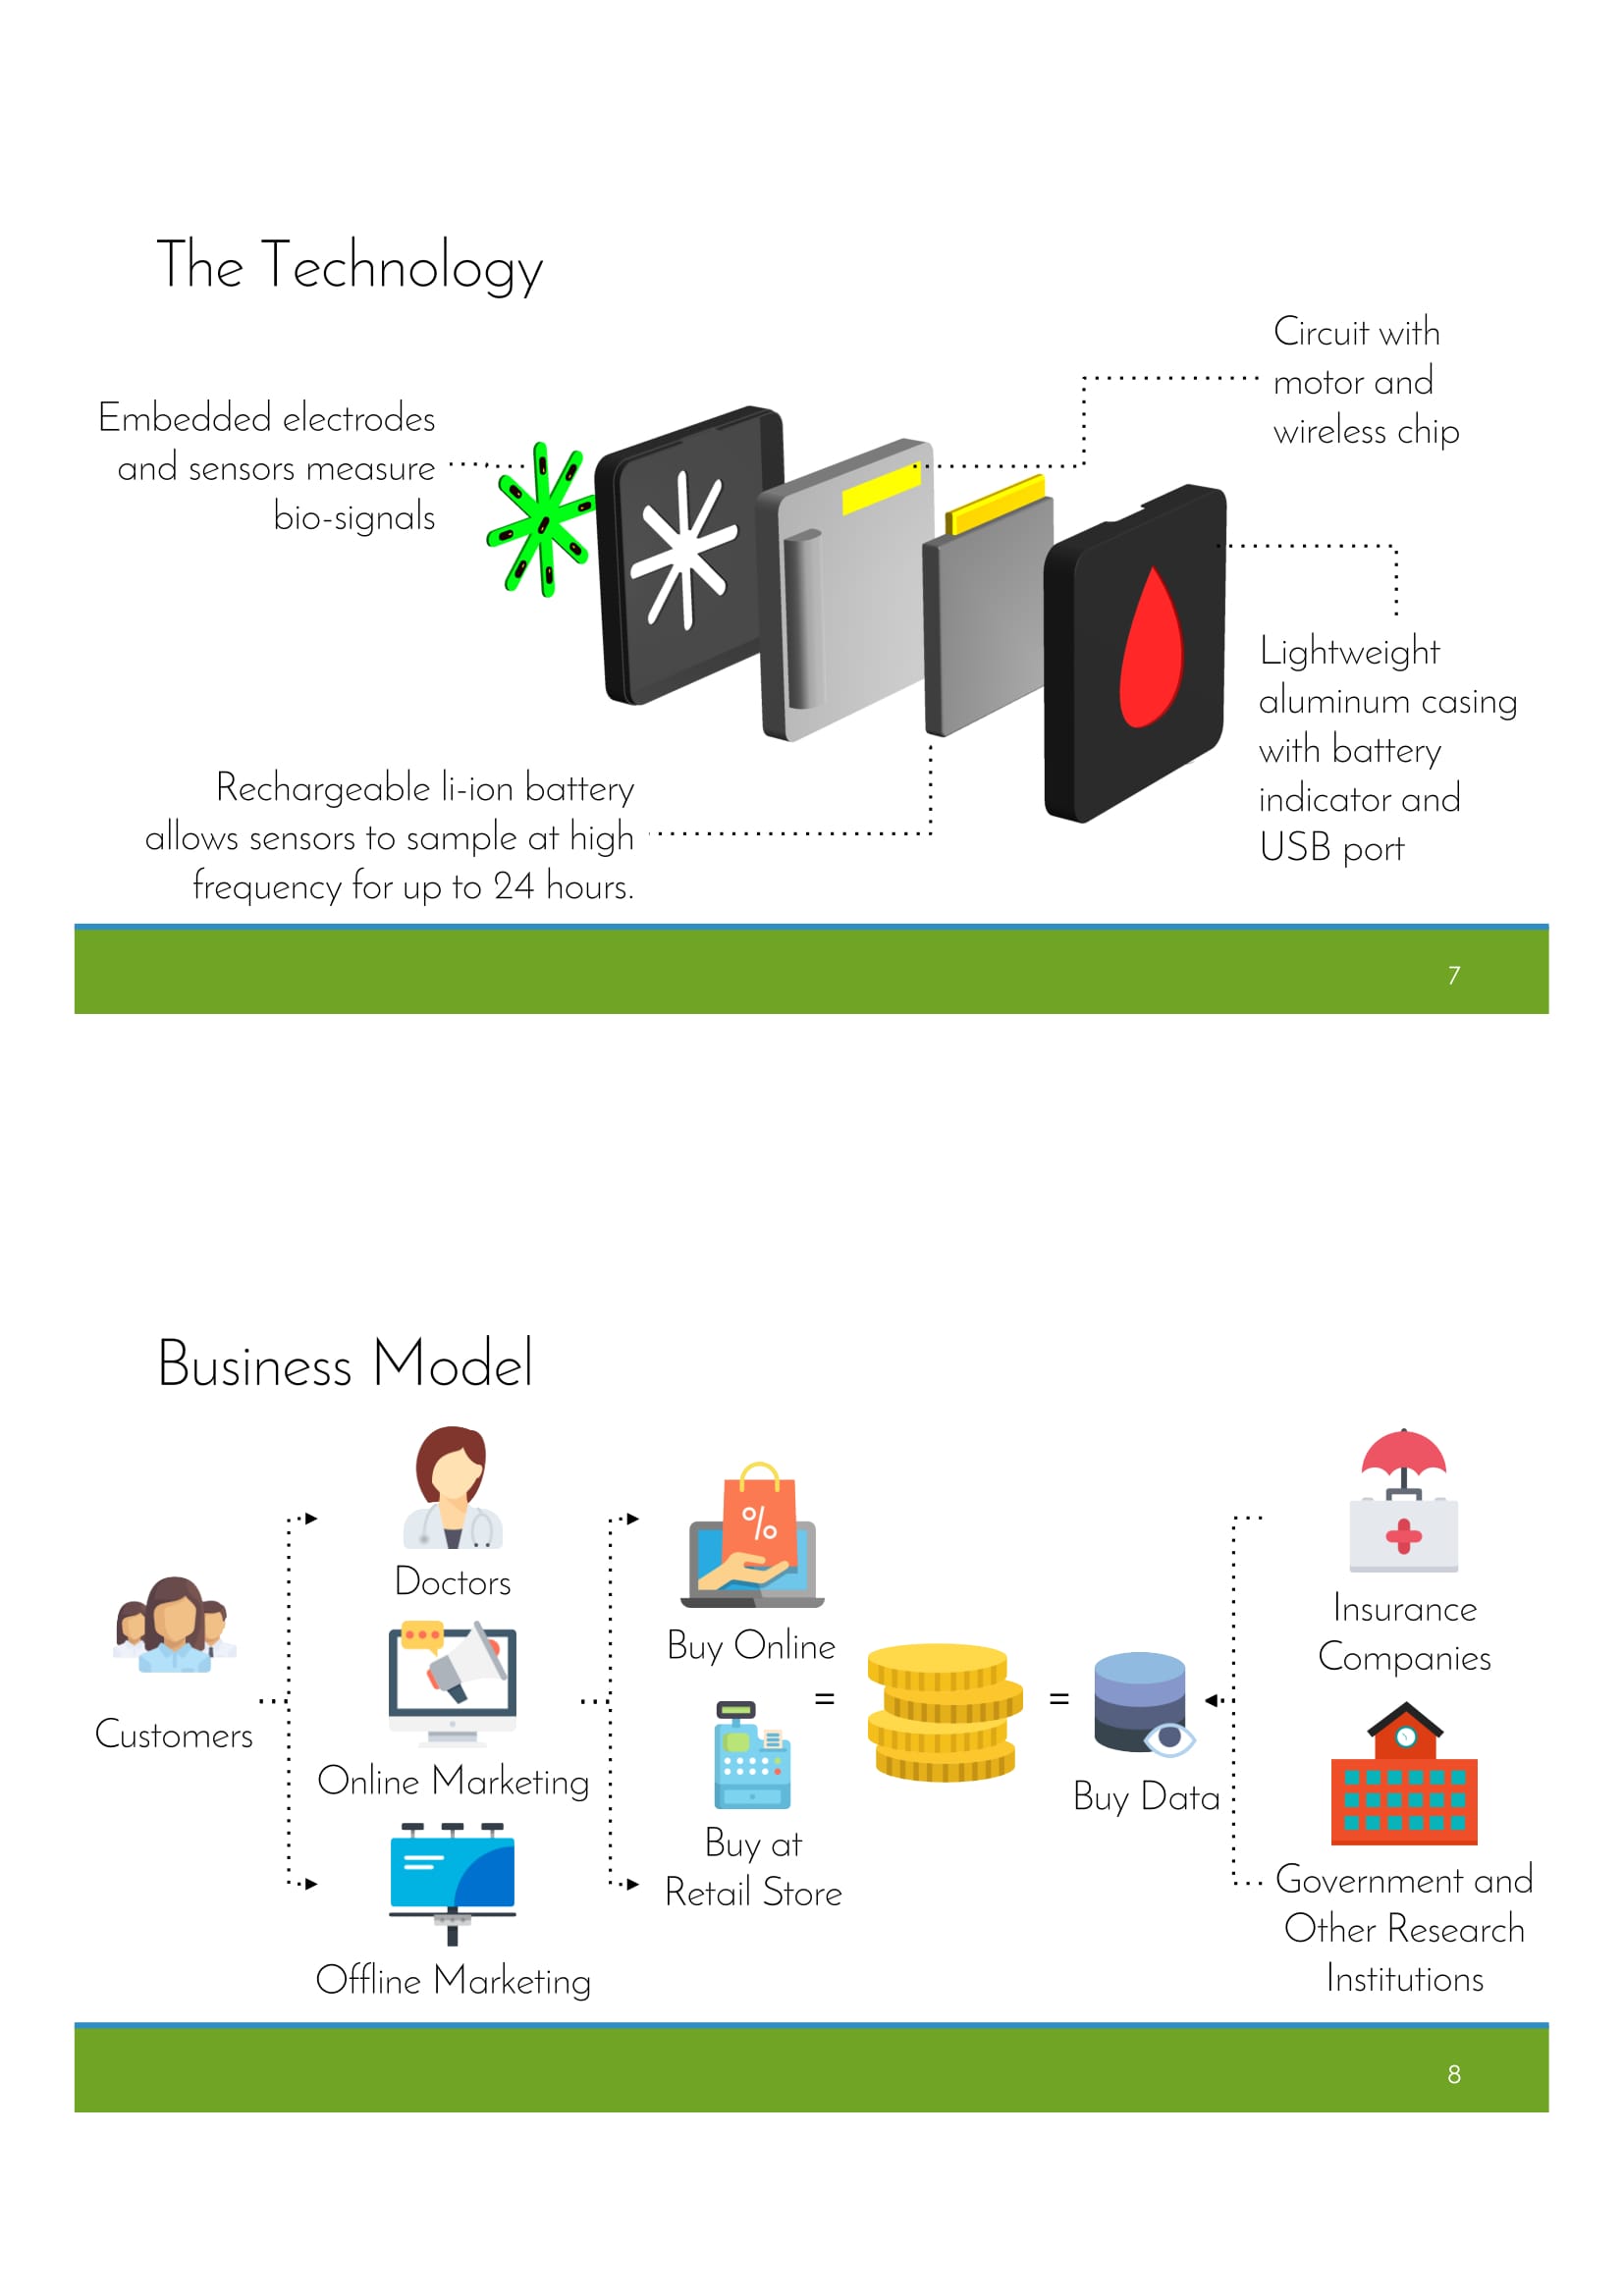 The Technology
Circuit with
motor and
wireless chip
Embedded electrodes
and sensors measure
bio-signals
Lightweight
aluminum casing
with battery
indicator and
USB port
Rechargeable li-ion battery
allows sensors to sample at high
frequency for up to 24 hours.
7
Business Model
Customers
Doctors
Online Marketing
Offline Marketing
%
Buy Online
Buy at
Retail Store
=
=
Buy Data
Insurance
Companies
Government and
Other Research
Institutions
8